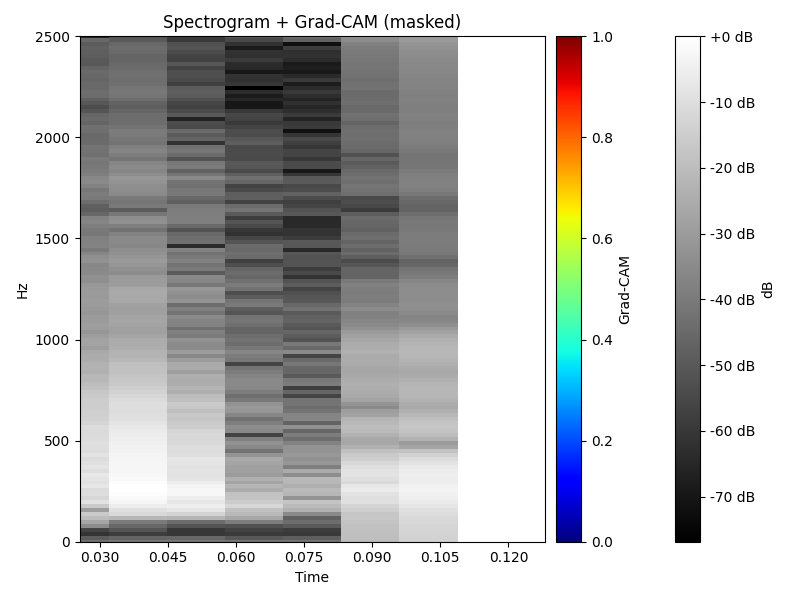 Spectrogram + Grad-CAM (masked)
2500
2000
1500
1000
500
0
Hz
0.030 0.045 0.060 0.075 0.090 0.105 0.120
Time
1.0
0.8
0.6
0.4
0.2
0.0
Grad-CAM
+0 dB
-10 dB
-20 dB
-30 dB
-40 dB
-50 dB
-60 dB
-70 dB
dB